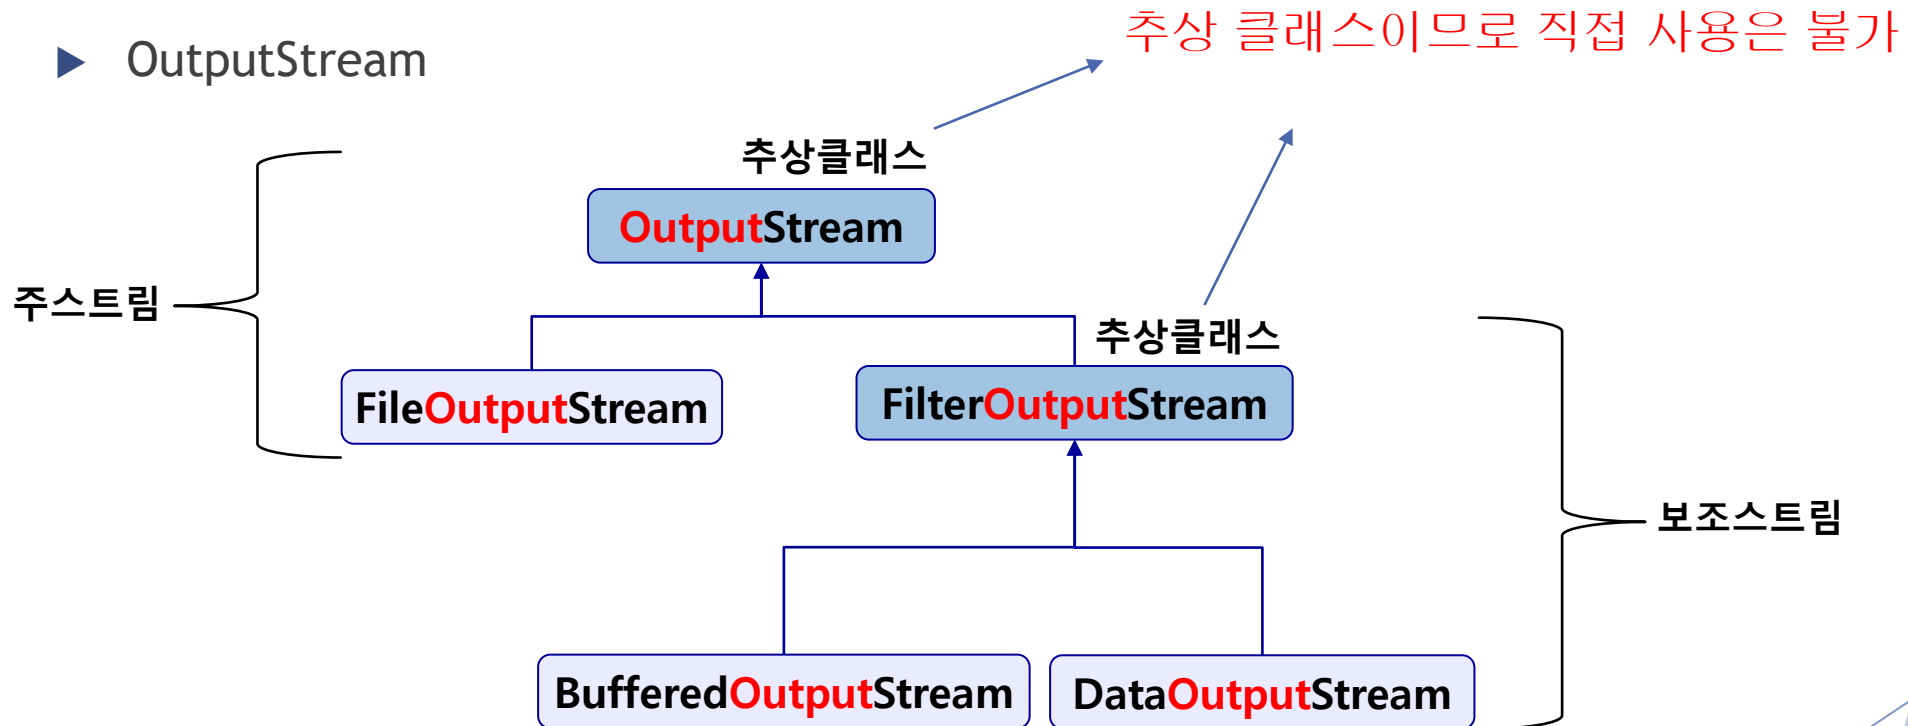 추상 클래스이므로 직접 사용은 불가
OutputStream
추상클래스
OutputStream
주스트림
추상클래스
FileOutputStream
FilterOutputStream
보조스트림
BufferedOutputStream
DataOutputStream